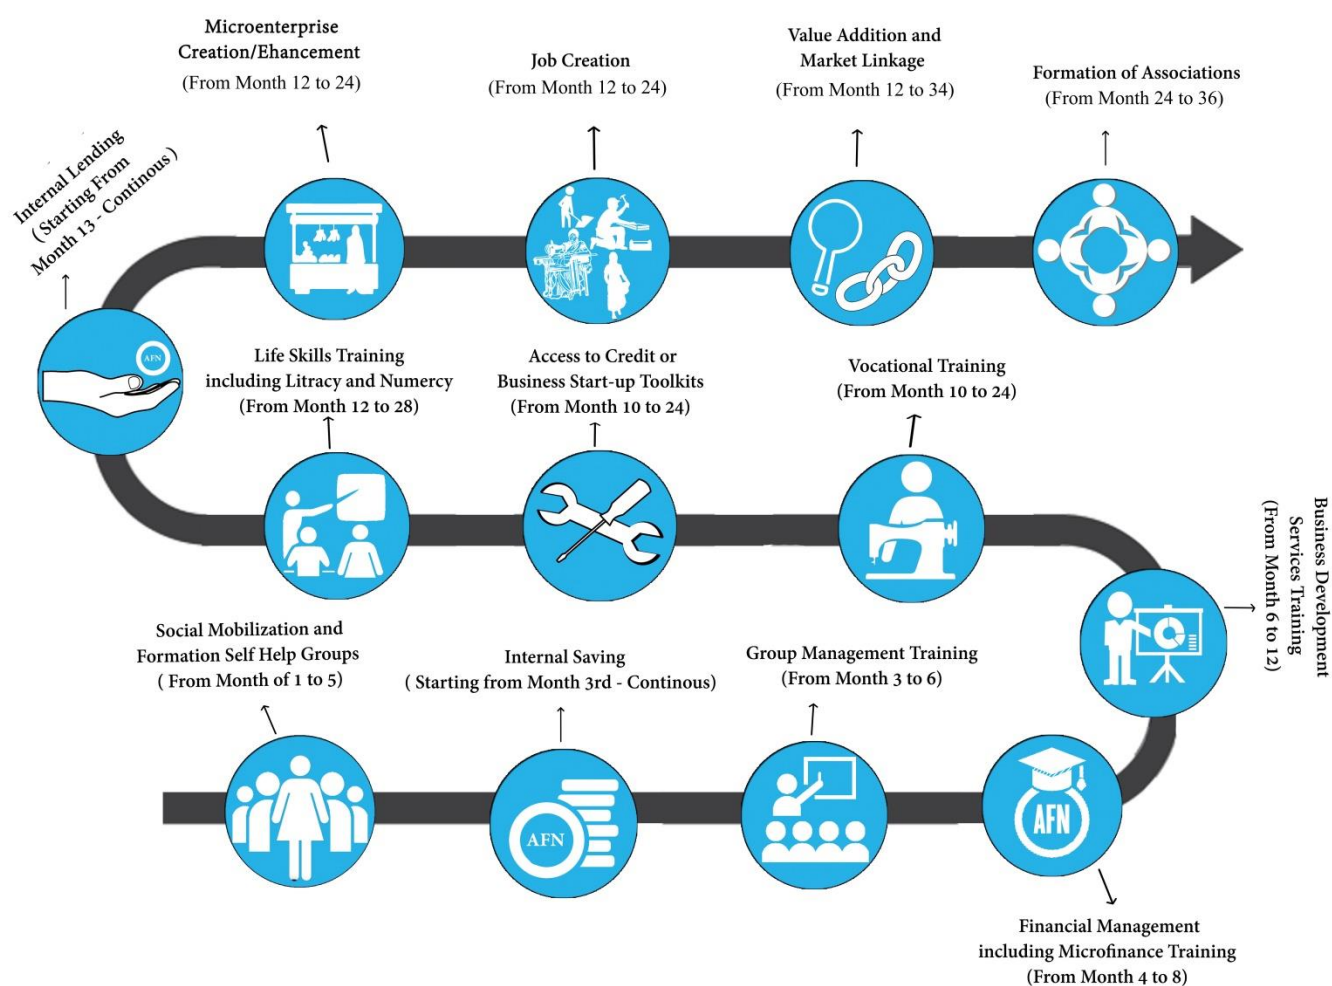 Microenterprise
Creation/Ehancement
(From Month 12 to 24)
Job Creation
(From Month 12 to 24)
Value Addition and
Market Linkage
(From Month 12 to 34)
Formation of Associations
(From Month 24 to 36)
Internal Lending
( Starting From
Month 13 - Continous )
AFN
Life Skills Training
including Litracy and Numercy
(From Month 12 to 28)
Access to Credit or
Business Start-up Toolkits
(From Month 10 to 24)
Vocational Training
(From Month 10 to 24)
Business Development
Services Training
(From Month 6 to 12)
Social Mobilization and
Formation Self Help Groups
( From Month of 1 to 5)
Internal Saving
( Starting from Month 3rd - Continous)
Group Management Training
(From Month 3 to 6)
AFN
AFN
Financial Management
including Microfinance Training
(From Month 4 to 8)